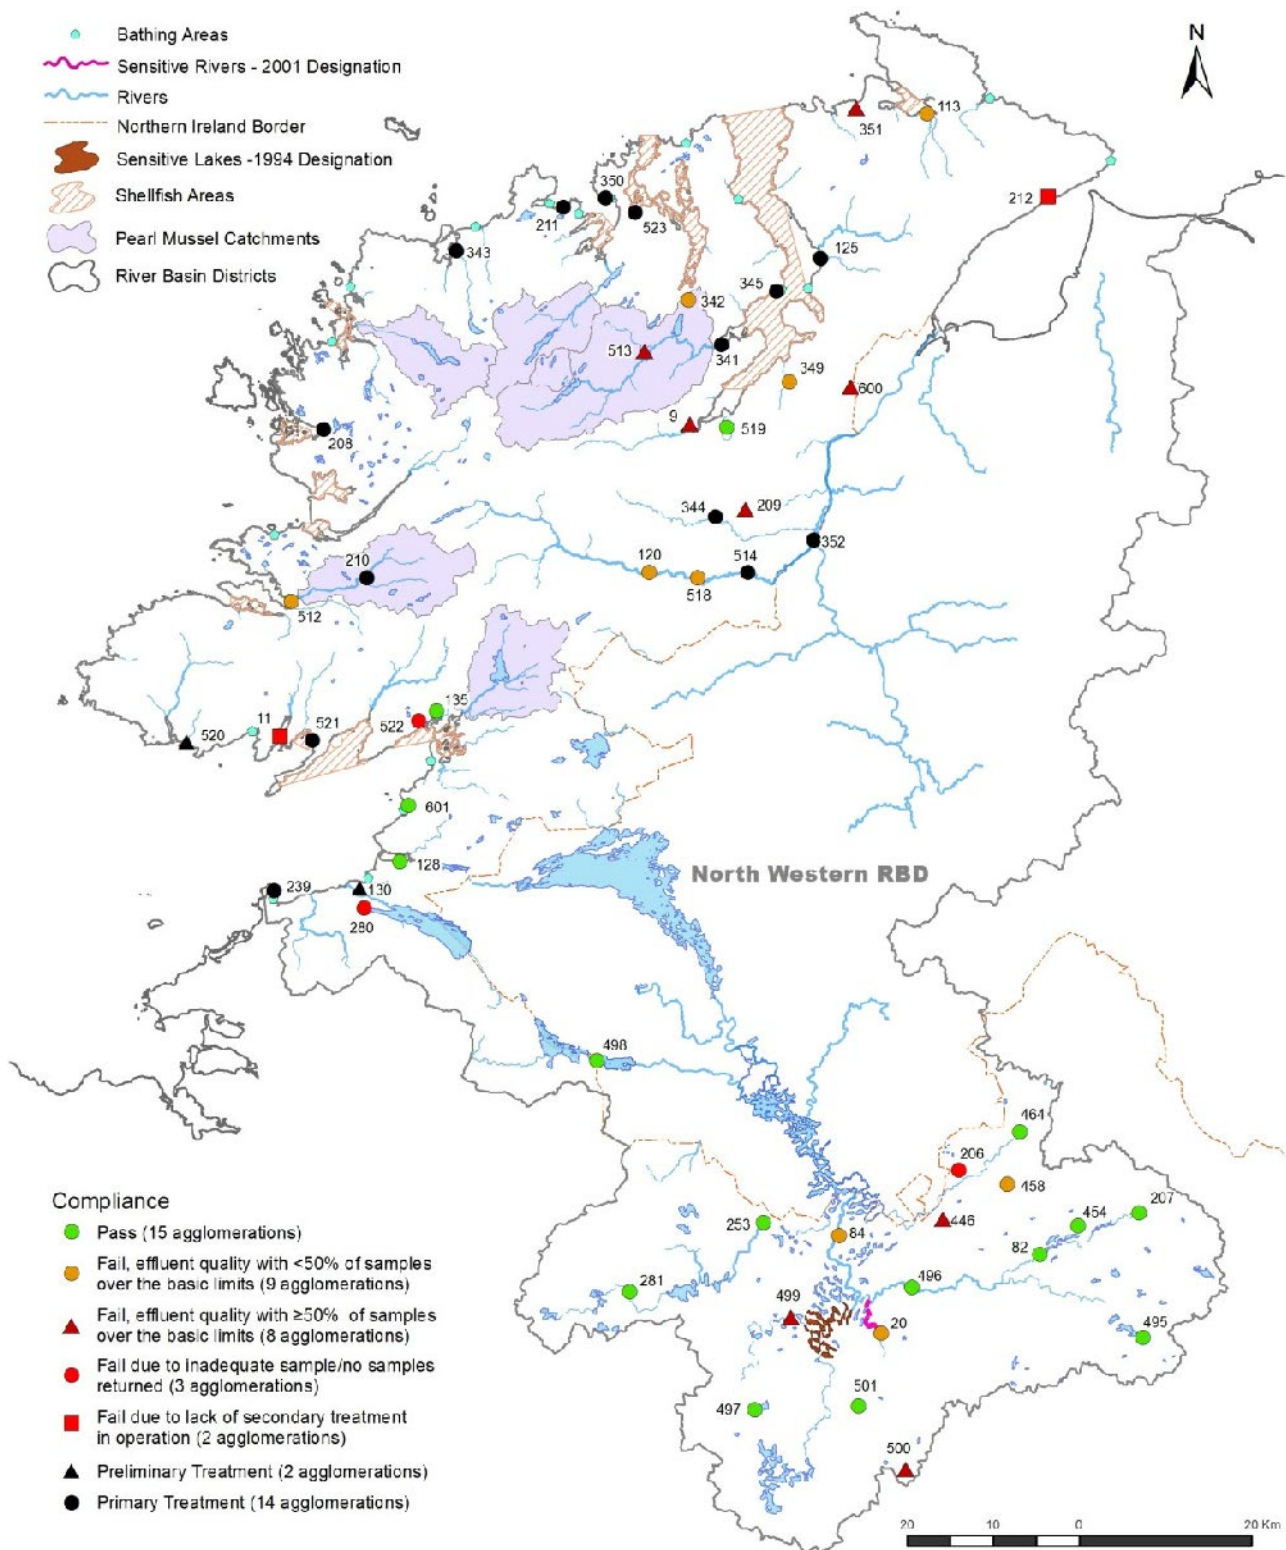 Bathing Areas
Sensitive Rivers - 2001 Designation
Rivers
Northern Ireland Border
Sensitive Lakes -1994 Designation
Shellfish Areas
Pearl Mussel Catchments
River Basin Districts
N
351
113
212
350
211
523
343
125
345
342
513
341
349
600
9
519
208
344
209
352
210
120
518
514
512
135
11
521
522
520
601
128
North Western RBD
239
130
280
498
464
206
458
207
446
454
253
84
82
281
496
499
20
495
501
497
500
Compliance
Pass (15 agglomerations)
Fail, effluent quality with <50% of samples
over the basic limits (9 agglomerations)
Fail, effluent quality with ≥50% of samples
over the basic limits (8 agglomerations)
Fail due to inadequate sample/no samples
returned (3 agglomerations)
Fail due to lack of secondary treatment
in operation (2 agglomerations)
Preliminary Treatment (2 agglomerations)
Primary Treatment (14 agglomerations)
20 10 0 20 Km